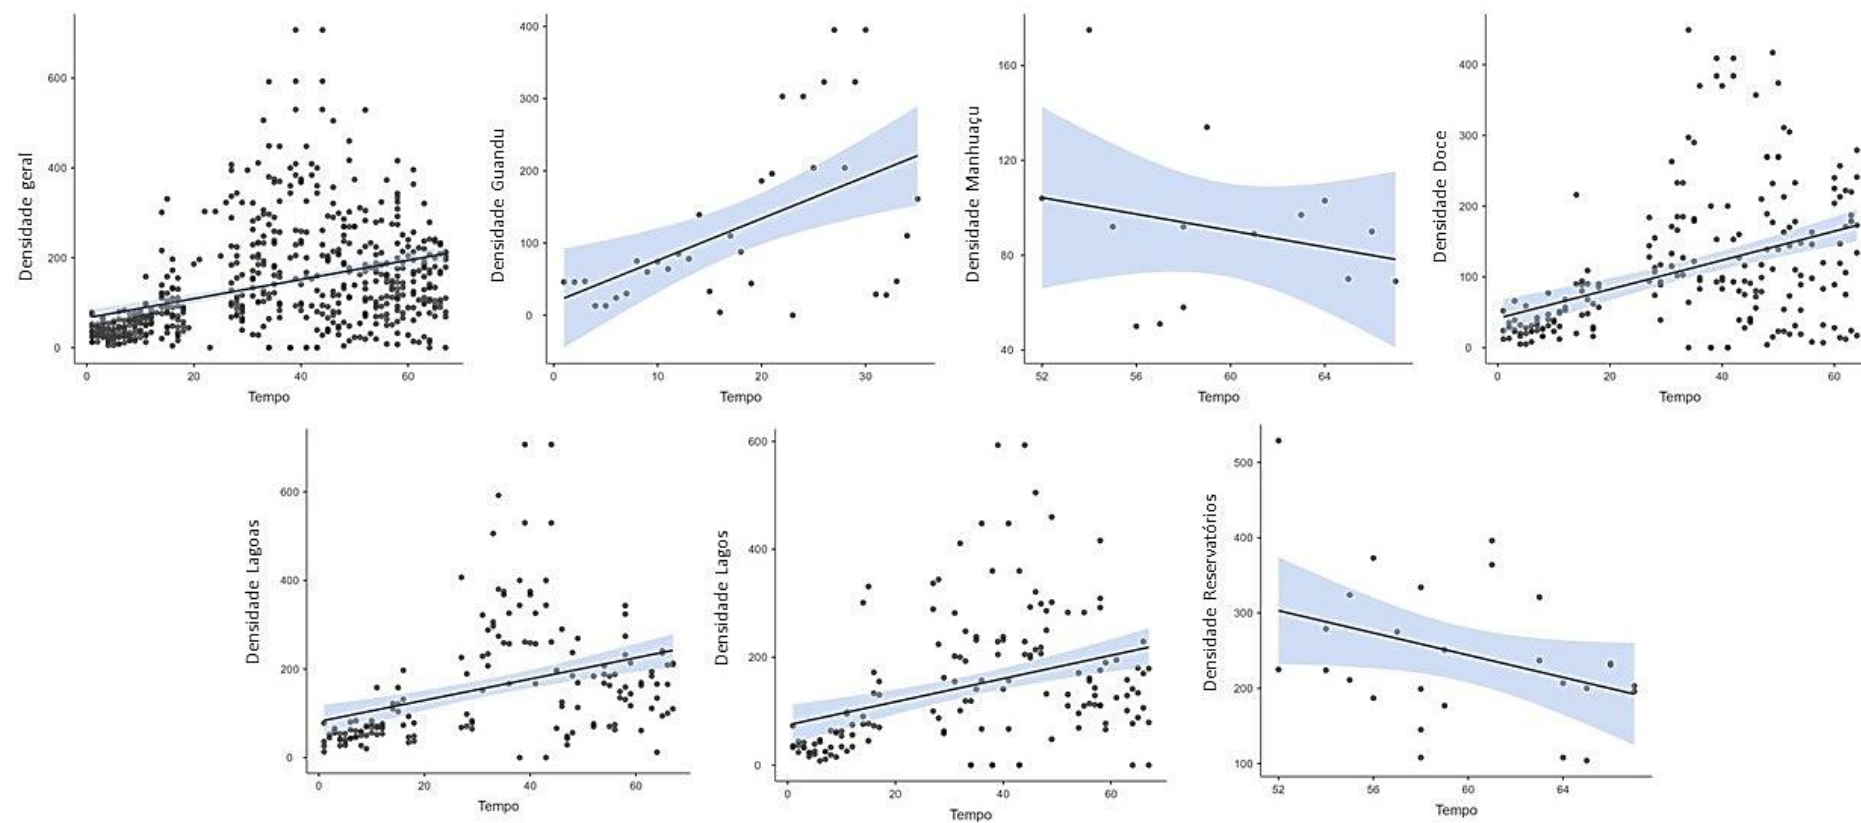 Densidade geral
600
400
200
0
0 20 40 60
Tempo
Densidade Guandu
400
300
200
100
0
0 10 20 30
Tempo
Densidade Manhuaçu
160
120
80
40
52 56 60 64
Tempo
Densidade Doce
400
300
200
100
0
0 20 40 60
Tempo
Densidade Lagoas
600
400
200
0
0 20 40 60
Tempo
Densidade Lagos
600
400
200
0
0 20 40 60
Tempo
Densidade Reservatórios
500
400
300
200
100
52 56 60 64
Tempo